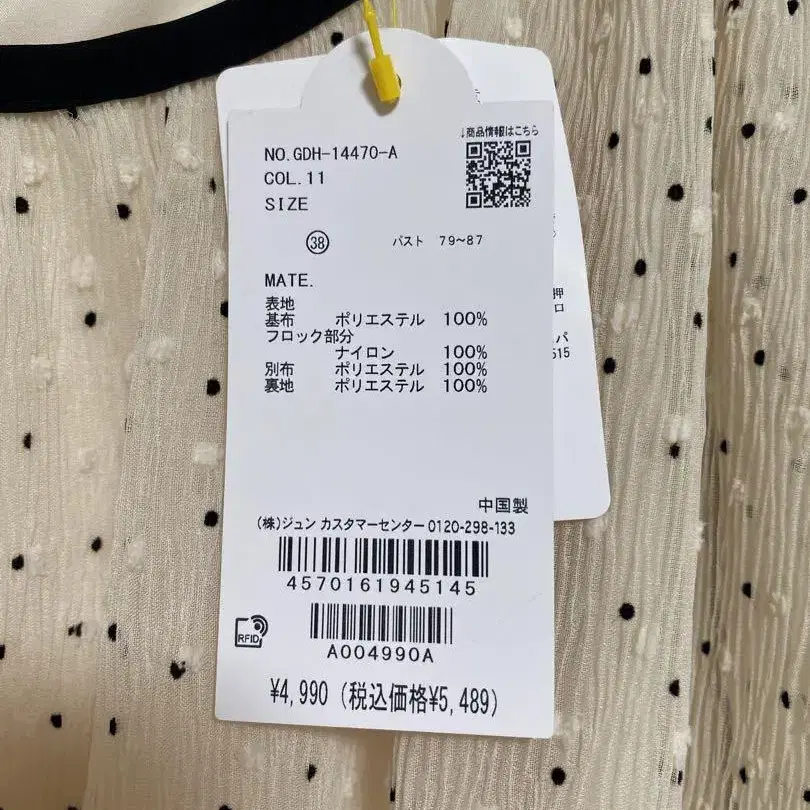 ↓商品情報はこちら
NO.GDH-14470-A
COL.11
SIZE
㊳ バスト 79~87
MATE.
表地
基布 ポリエステル 100%
フロック部分
ナイロン 100%
別布 ポリエステル 100%
裏地 ポリエステル 100%
中国製
(株)ジュン カスタマーセンター 0120-298-133
4570161945145
RFID
A004990A
¥4,990 (税込価格¥5,489)
押
ロ
パ
515